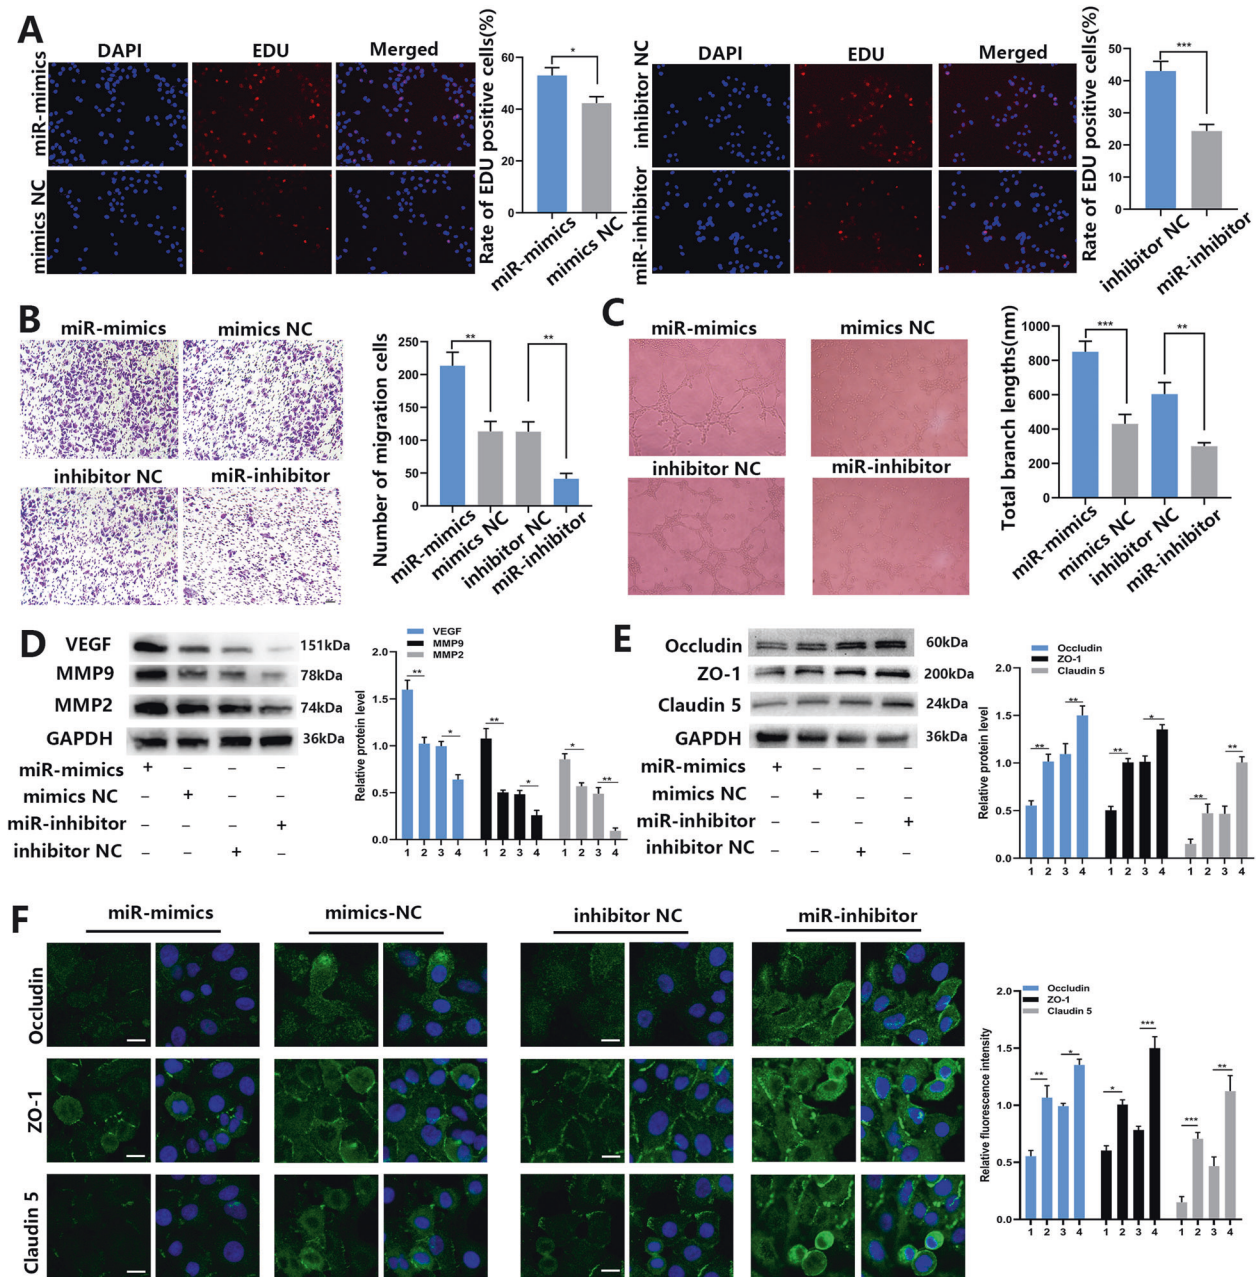 A
DAPI EDU Merged
miR-mimics
mimics NC
Rate of EDU positive cells(%)
60
40
20
0
*
miR-mimics mimics NC
DAPI EDU Merged
inhibitor NC
miR-inhibitor
Rate of EDU positive cells(%)
50
40
30
20
10
0
***
inhibitor NC miR-inhibitor
B
miR-mimics mimics NC
inhibitor NC miR-inhibitor
Number of migration cells
250
200
150
100
50
0
** **
miR-mimics mimics NC inhibitor NC miR-inhibitor
C
miR-mimics mimics NC
inhibitor NC miR-inhibitor
Total branch lengths(nm)
1000
800
600
400
200
0
*** **
miR-mimics mimics NC inhibitor NC miR-inhibitor
D
VEGF 151kDa
MMP9 78kDa
MMP2 74kDa
GAPDH 36kDa
miR-mimics + − − −
mimics NC − + − −
miR-inhibitor − − − +
inhibitor NC − − + −
VEGF
MMP9
MMP2
Relative protein level
2.0
1.5
1.0
0.5
0.0
** * ** * * **
1 2 3 4 1 2 3 4 1 2 3 4
E
Occludin 60kDa
ZO-1 200kDa
Claudin 5 24kDa
GAPDH 36kDa
miR-mimics + − − −
mimics NC − + − −
miR-inhibitor − − − +
inhibitor NC − − + −
Occludin
ZO-1
Claudin 5
Relative protein level
2.0
1.5
1.0
0.5
0.0
** ** ** * ** **
1 2 3 4 1 2 3 4 1 2 3 4
F
miR-mimics mimics-NC inhibitor NC miR-inhibitor
Occludin
ZO-1
Claudin 5
Occludin
ZO-1
Claudin 5
Relative fluorescence intensity
2.0
1.5
1.0
0.5
0.0
** * * *** *** **
1 2 3 4 1 2 3 4 1 2 3 4